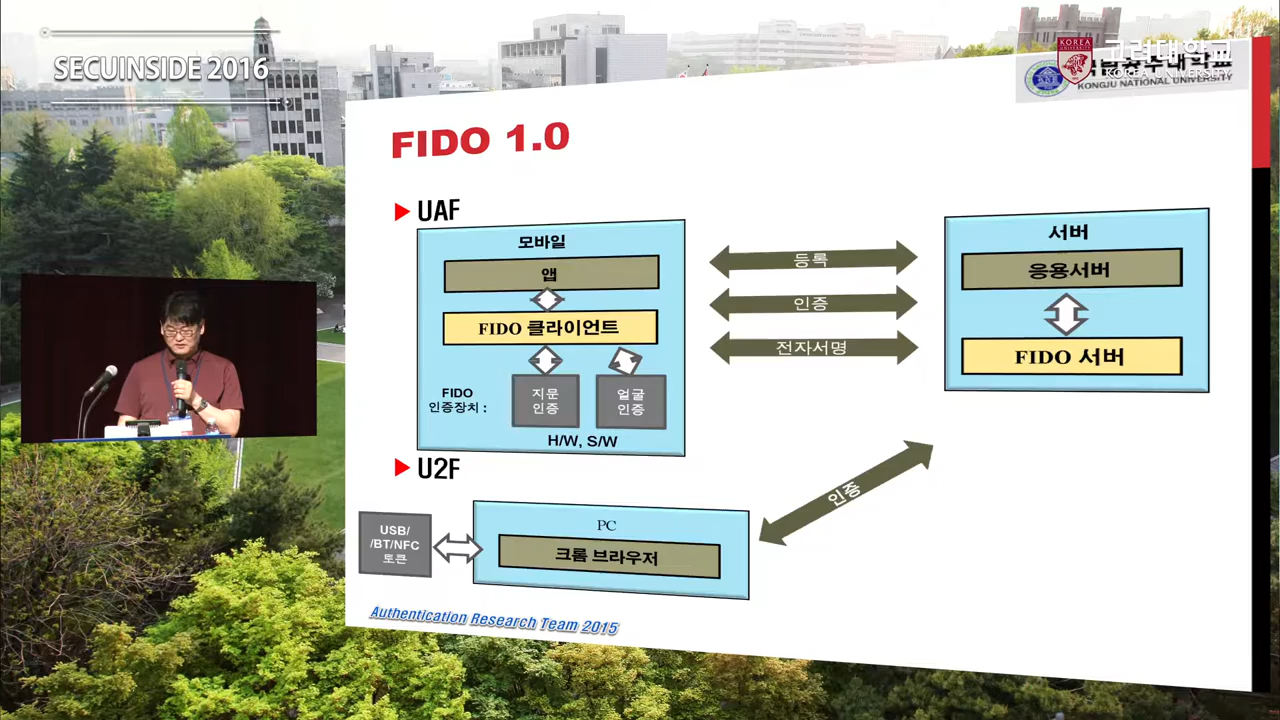 SECUINSIDE 2016
KOREA UNIVERSITY
고려대학교
KOREA UNIVERSITY
KONGJU NATIONAL UNIVERSITY
FIDO 1.0
UAF
모바일
앱
FIDO 클라이언트
FIDO
인증장치 :
지문
인증
얼굴
인증
H/W, S/W
등록
인증
전자서명
서버
응용서버
FIDO 서버
U2F
USB/
/BT/NFC
토큰
PC
크롬 브라우저
인증
Authentication Research Team 2015